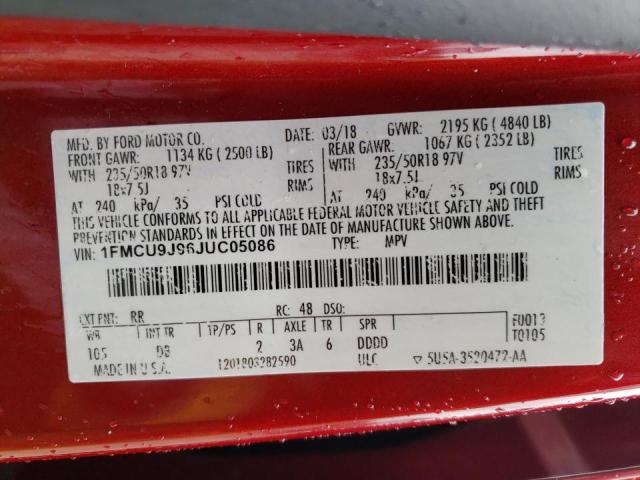 MFD. BY FORD MOTOR CO. DATE: 03/18 GVWR: 2195 KG ( 4840 LB)
FRONT GAWR: 1134 KG ( 2500 LB) REAR GAWR: 1067 KG ( 2352 LB)
WITH 235/50R18 97V TIRES WITH 235/50R18 97V TIRES
18x7.5J RIMS 18x7.5J RIMS
AT 240 kPa/ 35 PSI COLD AT 240 kPa/ 35 PSI COLD
THIS VEHICLE CONFORMS TO ALL APPLICABLE FEDERAL MOTOR VEHICLE SAFETY AND THEFT
PREVENTION STANDARDS IN EFFECT ON THE DATE OF MANUFACTURE SHOWN ABOVE.
VIN: 1FMCU9J96JUC05086 TYPE: MPV
EXT PNT: RR RC: 48 DSO: F0013
WB INT TR TP/PS R AXLE TR SPR T0105
105 D8 2 3A 6 DDDD
MADE IN U.S.A. 1201803282590 ULC ▽ 5U5A-3520472-AA